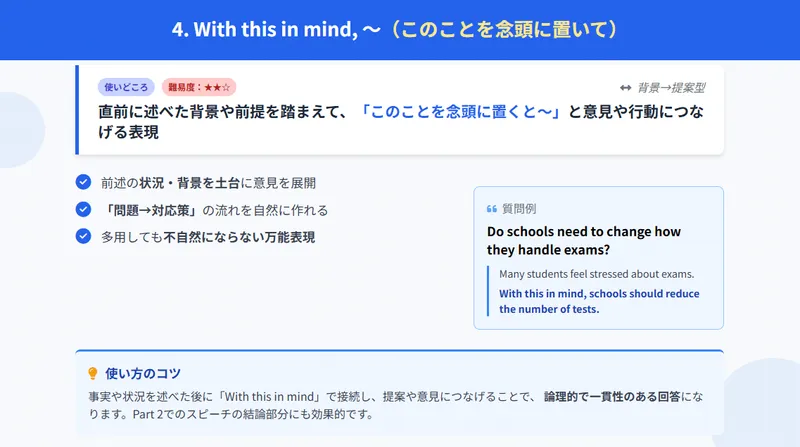 4. With this in mind, ～（このことを念頭に置いて）
使いどころ 難易度：★★☆
背景→提案型
直前に述べた背景や前提を踏まえて、「このことを念頭に置くと～」と意見や行動につな
げる表現
前述の状況・背景を土台に意見を展開
「問題→対応策」の流れを自然に作れる
多用しても不自然にならない万能表現
質問例
Do schools need to change how
they handle exams?
Many students feel stressed about exams.
With this in mind, schools should reduce
the number of tests.
使い方のコツ
事実や状況を述べた後に「With this in mind」で接続し、提案や意見につなげることで、 論理的で一貫性のある回答にな
ります。Part 2でのスピーチの結論部分にも効果的です。